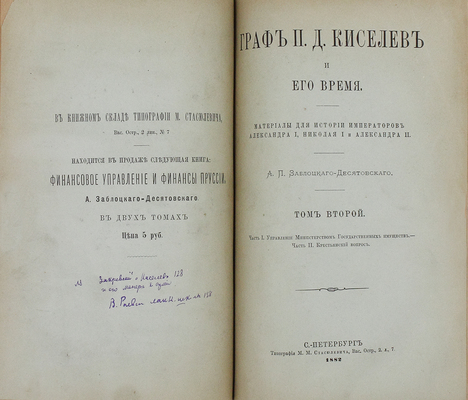 ВЪ КНИЖНОМЪ СКЛАДѢ ТИПОГРАФІИ М. СТАСЮЛЕВИЧА,
Вас. Остр., 2 лин., № 7
НАХОДИТСЯ ВЪ ПРОДАЖѢ СЛѢДУЮЩАЯ КНИГА:
ФИНАНСОВОЕ УПРАВЛЕНІЕ И ФИНАНСЫ ПРУССІИ,
А. Заблоцкаго-Десятовскаго
ВЪ ДВУХЪ ТОМАХЪ
Цѣна 5 руб.
Киселев 128
и его
В.
ГРАФЪ П. Д. КИСЕЛЕВЪ
И
ЕГО ВРЕМЯ.
МАТЕРІАЛЫ ДЛЯ ИСТОРІИ ИМПЕРАТОРОВЪ
АЛЕКСАНДРА I, НИКОЛАЯ I и АЛЕКСАНДРА II.
А. П. Заблоцкаго-Десятовскаго,
ТОМЪ ВТОРОЙ.
Часть I. Управленіе Министерствомъ Государственныхъ имуществъ.—
Часть II. Крестьянскій вопросъ.
С.-ПЕТЕРБУРГЪ
Типографія М. М. Стасюлевича, Вас. Остр., 2 л., 7
1882